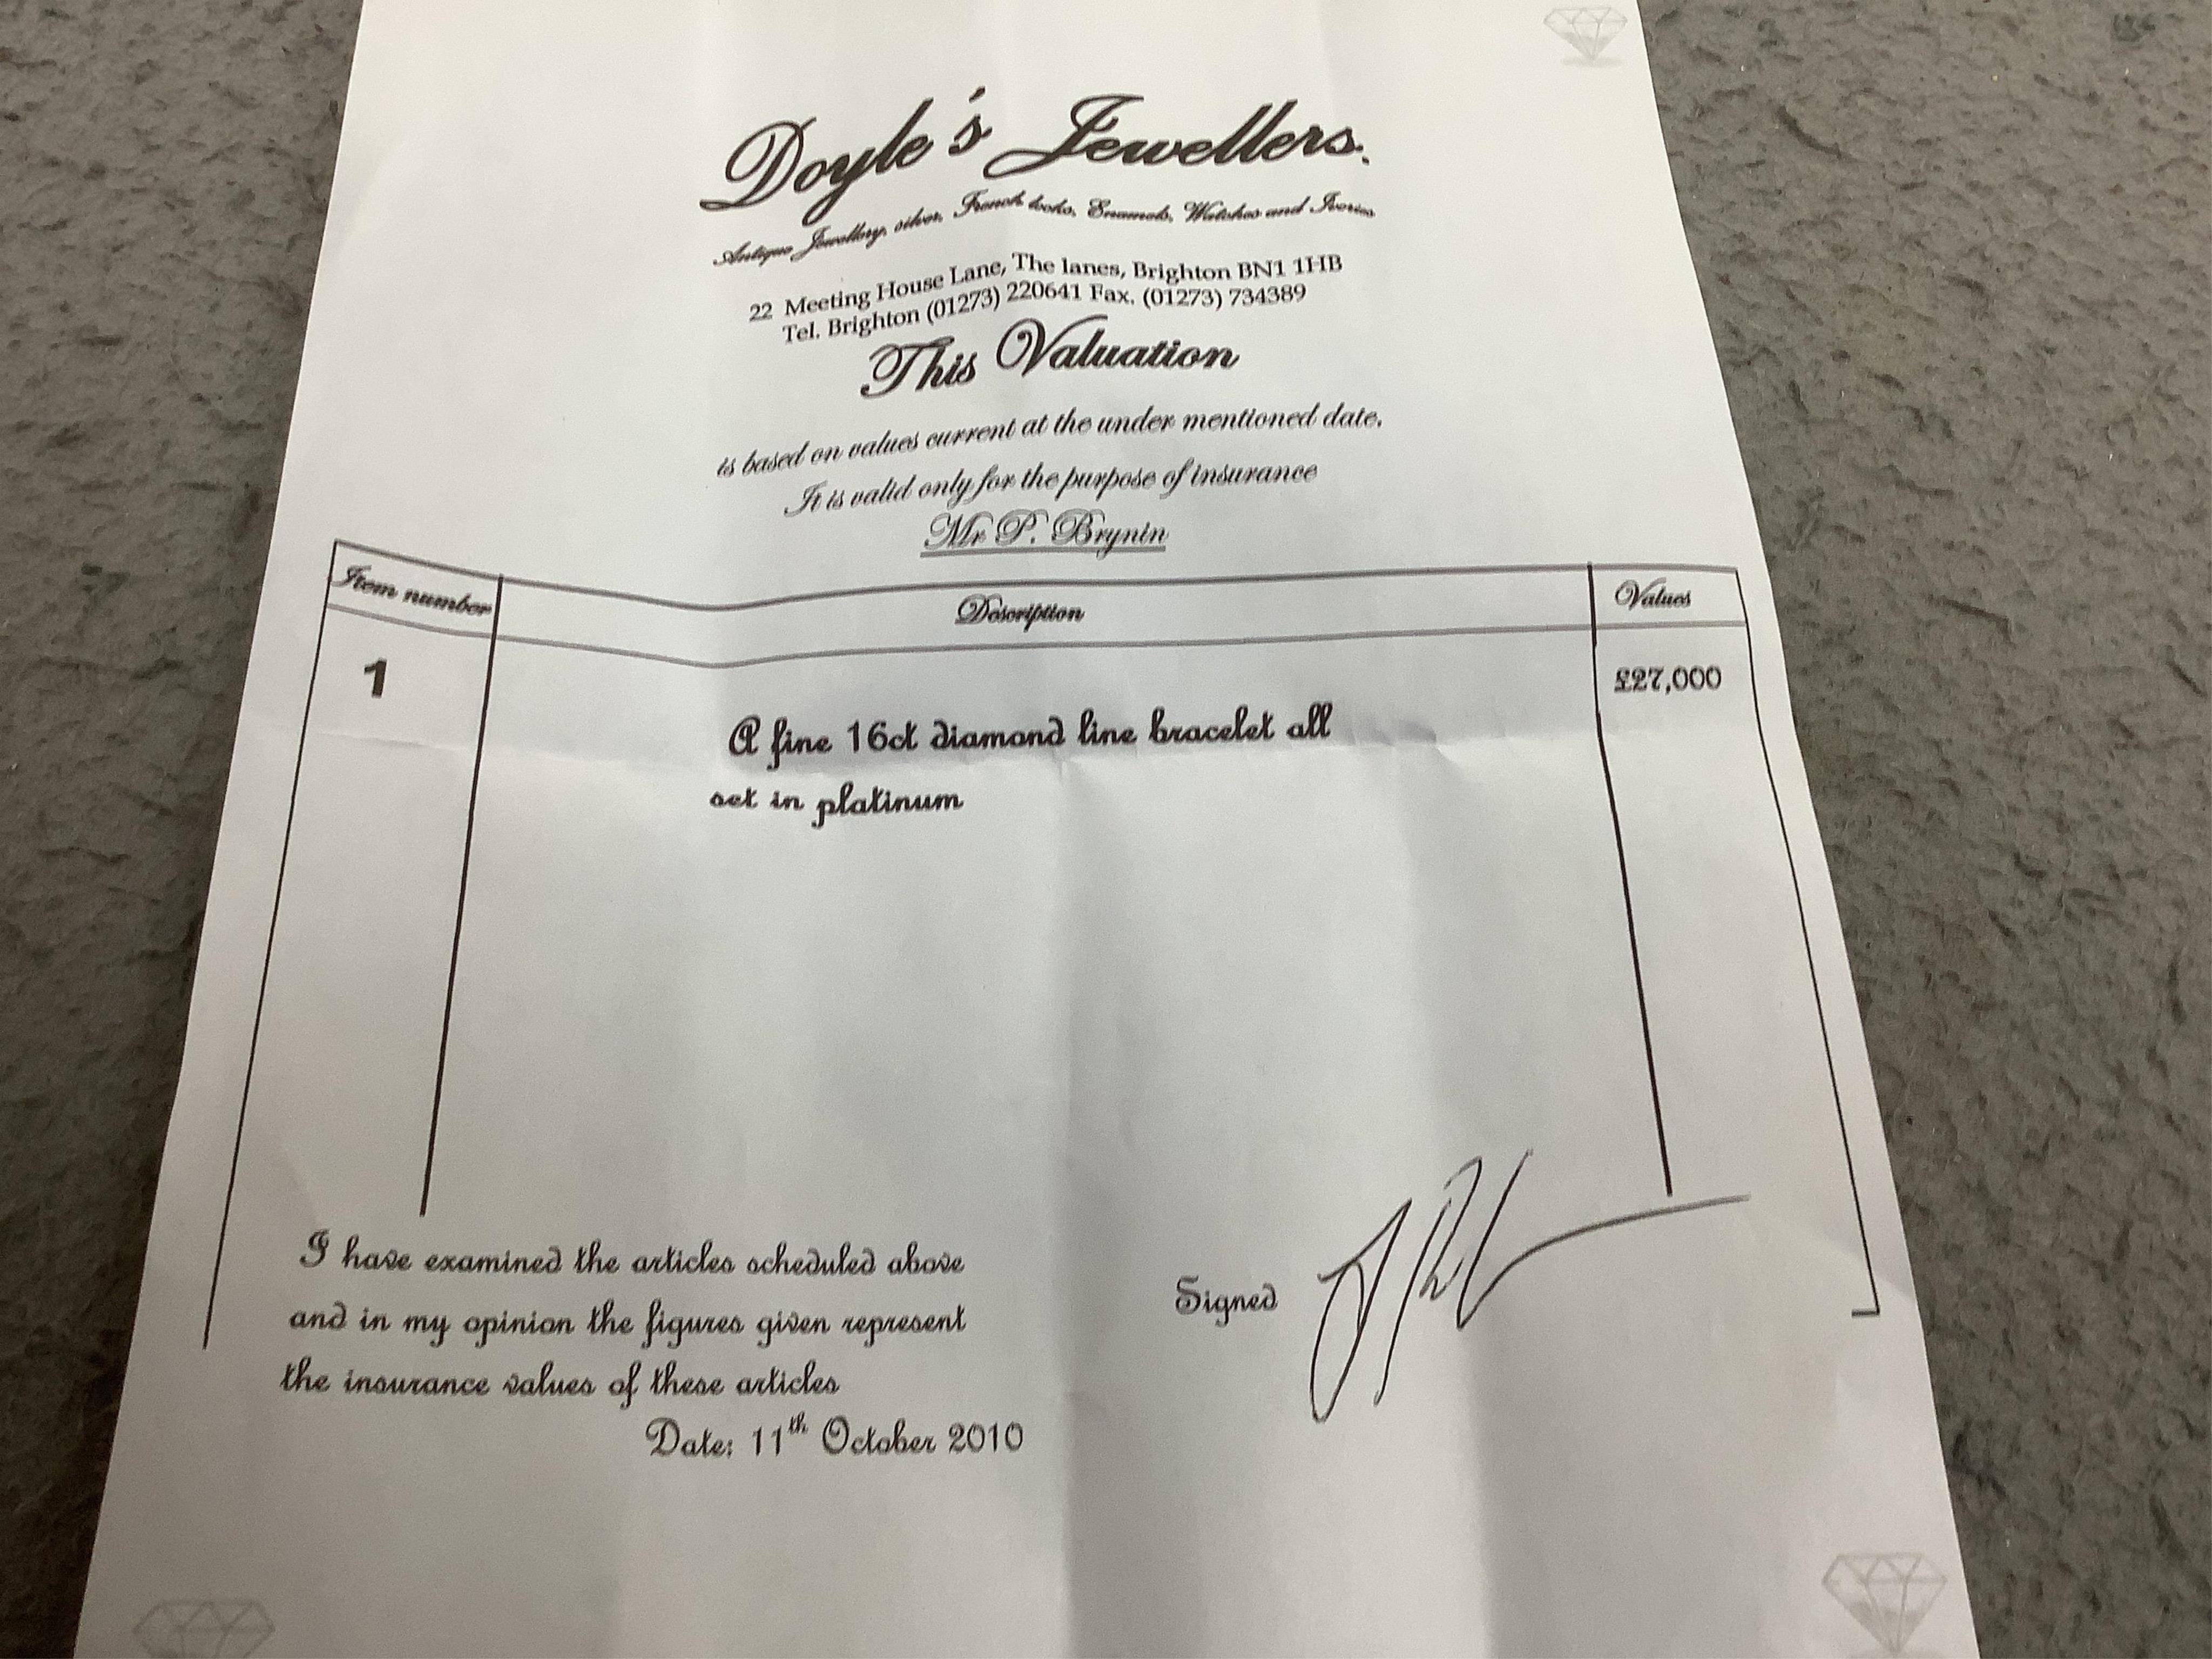 Doyle's Jewellers.
Antique Jewellery, silver, French books, Enamels, Watches and Ivories
22 Meeting House Lane, The lanes, Brighton BN1 1HB
Tel. Brighton (01273) 220641 Fax. (01273) 734389
This Valuation
is based on values current at the under mentioned date.
It is valid only for the purpose of insurance
Mr P. Brynin
Item number Description Values
1 £27,000
A fine 16ct diamond line bracelet all
set in platinum
I have examined the articles scheduled above
and in my opinion the figures given represent
the insurance values of these articles
Signed
Date: 11th October 2010